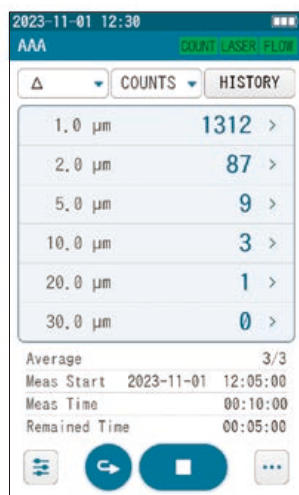 2023-11-01 12:30
AAA COUNT LASER FLOW
Δ COUNTS HISTORY
1.0 µm 1312 >
2.0 µm 87 >
5.0 µm 9 >
10.0 µm 3 >
20.0 µm 1 >
30.0 µm 0 >
Average 3/3
Meas Start 2023-11-01 12:05:00
Meas Time 00:10:00
Remained Time 00:05:00